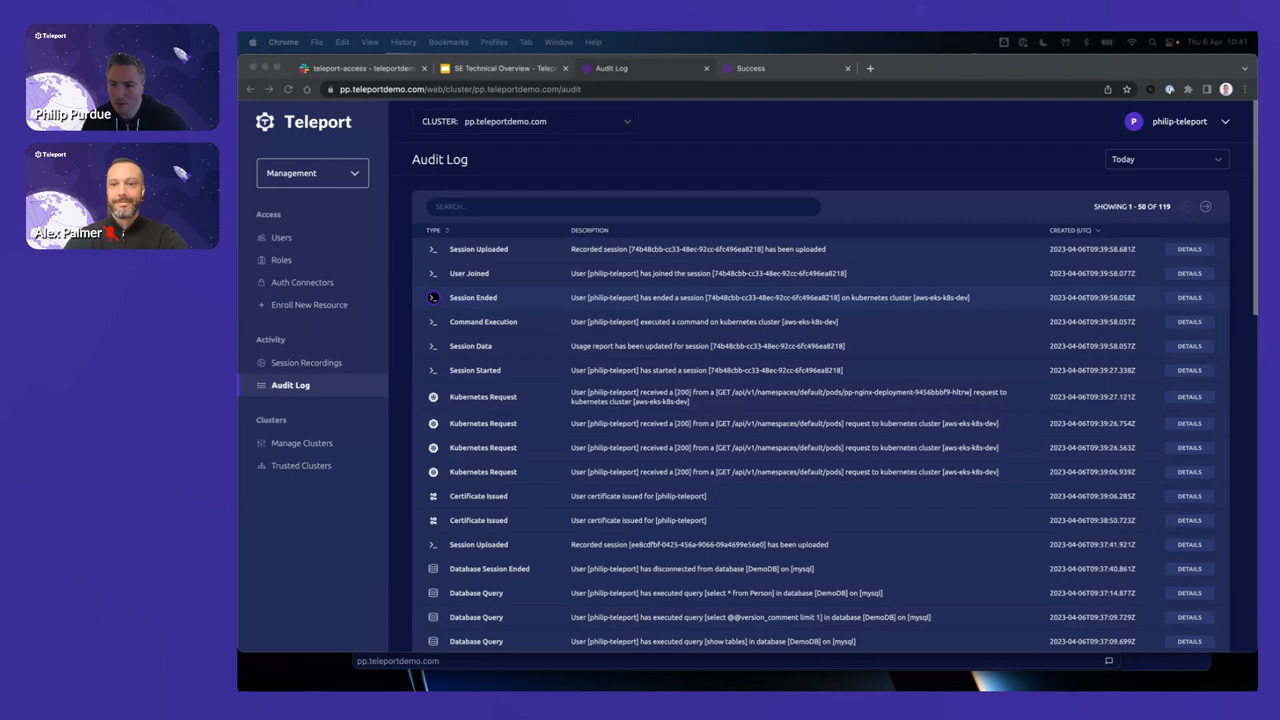 Teleport
Philip Purdue
Teleport
Alex Palmer
Chrome File Edit View History Bookmarks Profiles Tab Window Help
Thu 6 Apr 10:41
teleport-access - teleportdem
SE Technical Overview - Telep
Audit Log
Success
pp.teleportdemo.com/web/cluster/pp.teleportdemo.com/audit
Teleport
CLUSTER: pp.teleportdemo.com
P philip-teleport
Management
Audit Log
Today
Access
Users
Roles
Auth Connectors
Enroll New Resource
Activity
Session Recordings
Audit Log
Clusters
Manage Clusters
Trusted Clusters
SEARCH...
SHOWING 1 - 50 OF 119
TYPE DESCRIPTION CREATED (UTC)
Session Uploaded Recorded session [74b48cbb-cc33-48ec-92cc-6fc496ea8218] has been uploaded 2023-04-06T09:39:58.681Z DETAILS
User Joined User [philip-teleport] has joined the session [74b48cbb-cc33-48ec-92cc-6fc496ea8218] 2023-04-06T09:39:58.077Z DETAILS
Session Ended User [philip-teleport] has ended a session [74b48cbb-cc33-48ec-92cc-6fc496ea8218] on kubernetes cluster [aws-eks-k8s-dev] 2023-04-06T09:39:58.058Z DETAILS
Command Execution User [philip-teleport] executed a command on kubernetes cluster [aws-eks-k8s-dev] 2023-04-06T09:39:58.057Z DETAILS
Session Data Usage report has been updated for session [74b48cbb-cc33-48ec-92cc-6fc496ea8218] 2023-04-06T09:39:58.057Z DETAILS
Session Started User [philip-teleport] has started a session [74b48cbb-cc33-48ec-92cc-6fc496ea8218] 2023-04-06T09:39:27.338Z DETAILS
Kubernetes Request User [philip-teleport] received a [200] from a [GET /api/v1/namespaces/default/pods/pp-nginx-deployment-9456bbbf9-hltrw] request to
kubernetes cluster [aws-eks-k8s-dev] 2023-04-06T09:39:27.121Z DETAILS
Kubernetes Request User [philip-teleport] received a [200] from a [GET /api/v1/namespaces/default/pods] request to kubernetes cluster [aws-eks-k8s-dev] 2023-04-06T09:39:26.754Z DETAILS
Kubernetes Request User [philip-teleport] received a [200] from a [GET /api/v1/namespaces/default/pods] request to kubernetes cluster [aws-eks-k8s-dev] 2023-04-06T09:39:26.563Z DETAILS
Kubernetes Request User [philip-teleport] received a [200] from a [GET /api/v1/namespaces/default/pods] request to kubernetes cluster [aws-eks-k8s-dev] 2023-04-06T09:39:06.939Z DETAILS
Certificate Issued User certificate issued for [philip-teleport] 2023-04-06T09:39:06.285Z DETAILS
Certificate Issued User certificate issued for [philip-teleport] 2023-04-06T09:38:50.723Z DETAILS
Session Uploaded Recorded session [ee8cdfbf-0425-456a-9066-09a4699e56e0] has been uploaded 2023-04-06T09:37:41.921Z DETAILS
Database Session Ended User [philip-teleport] has disconnected from database [DemoDB] on [mysql] 2023-04-06T09:37:40.861Z DETAILS
Database Query User [philip-teleport] has executed query [select * from Person] in database [DemoDB] on [mysql] 2023-04-06T09:37:14.877Z DETAILS
Database Query User [philip-teleport] has executed query [select @@version_comment limit 1] in database [DemoDB] on [mysql] 2023-04-06T09:37:09.729Z DETAILS
Database Query User [philip-teleport] has executed query [show tables] in database [DemoDB] on [mysql] 2023-04-06T09:37:09.699Z DETAILS
pp.teleportdemo.com